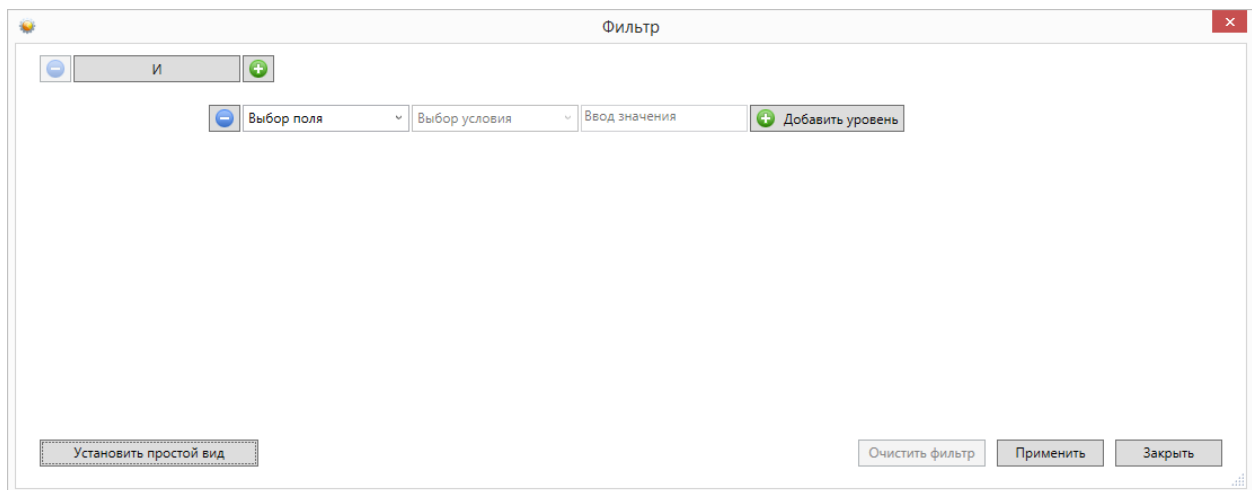 Фильтр
И
Выбор поля Выбор условия Ввод значения Добавить уровень
Установить простой вид Очистить фильтр Применить Закрыть